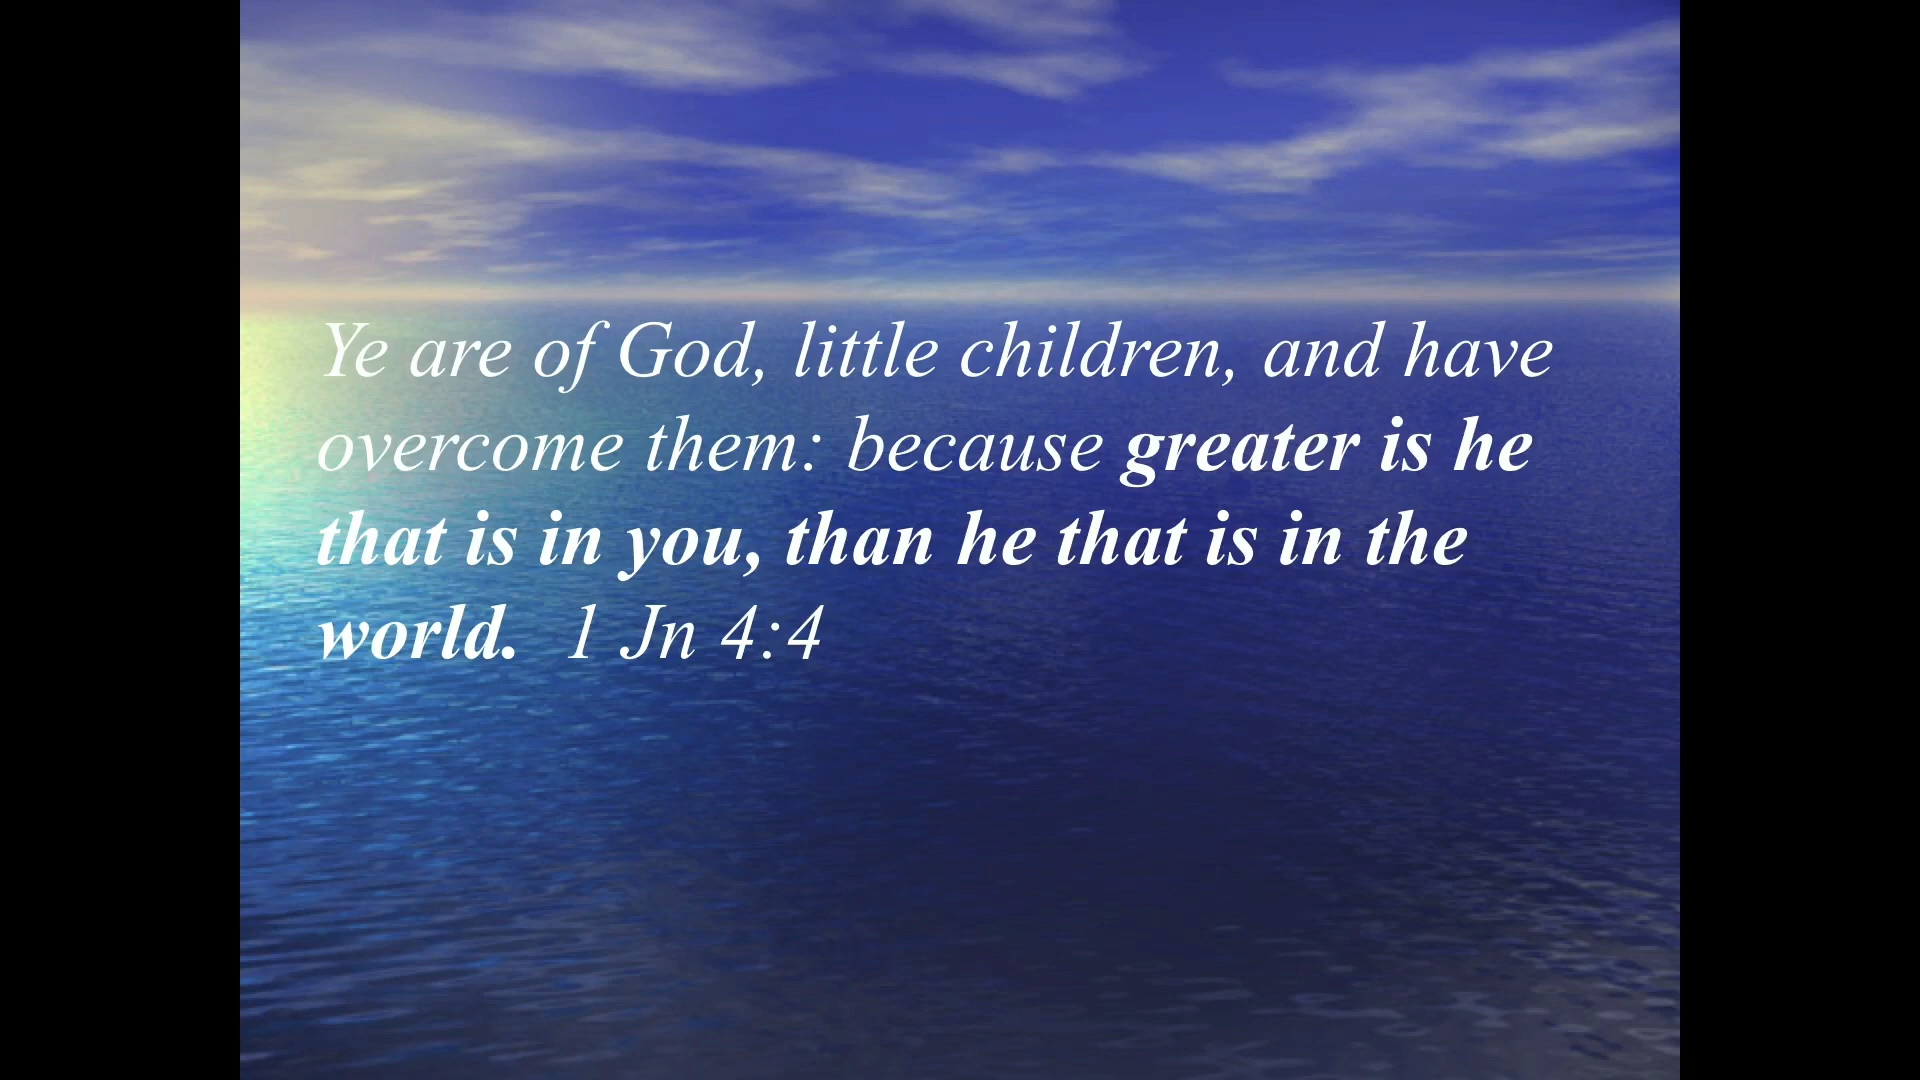 Ye are of God, little children, and have
overcome them: because greater is he
that is in you, than he that is in the
world.  1 Jn 4:4